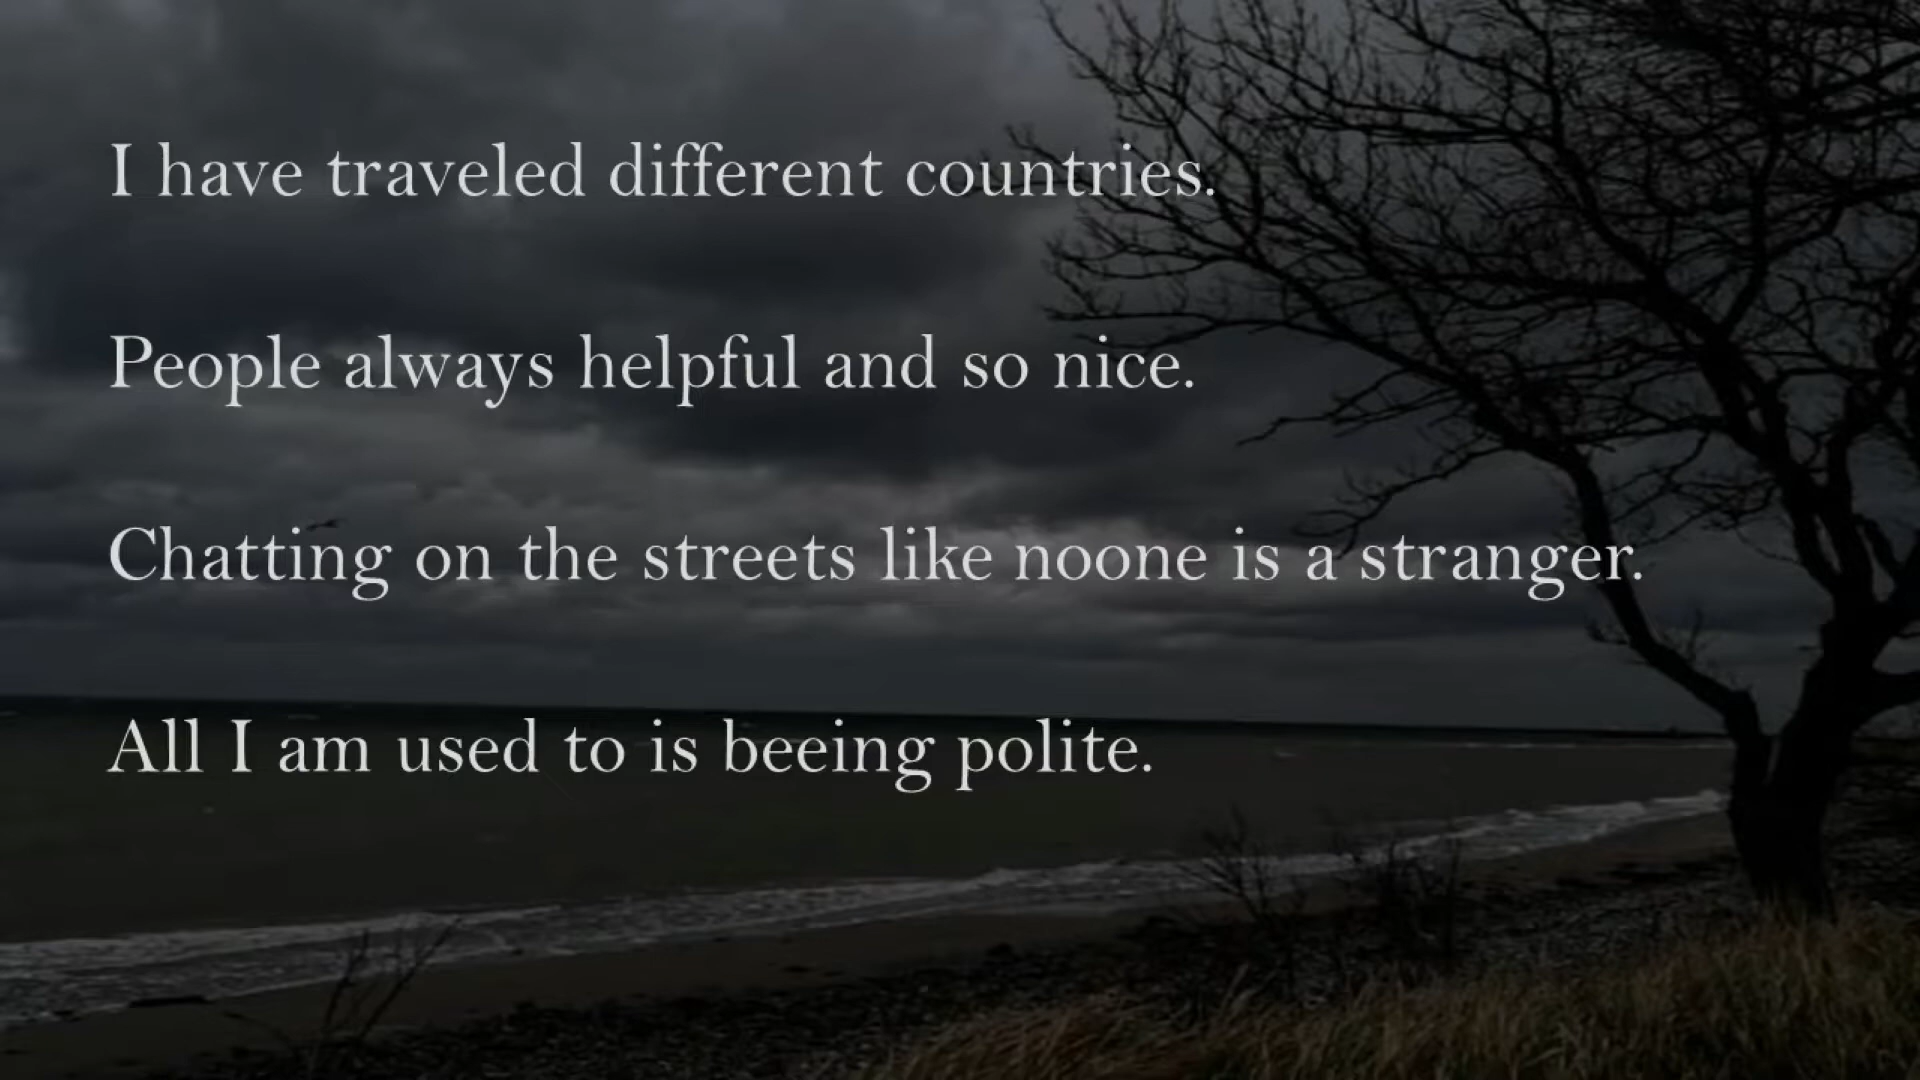 I have traveled different countries.
People always helpful and so nice.
Chatting on the streets like noone is a stranger.
All I am used to is beeing polite.